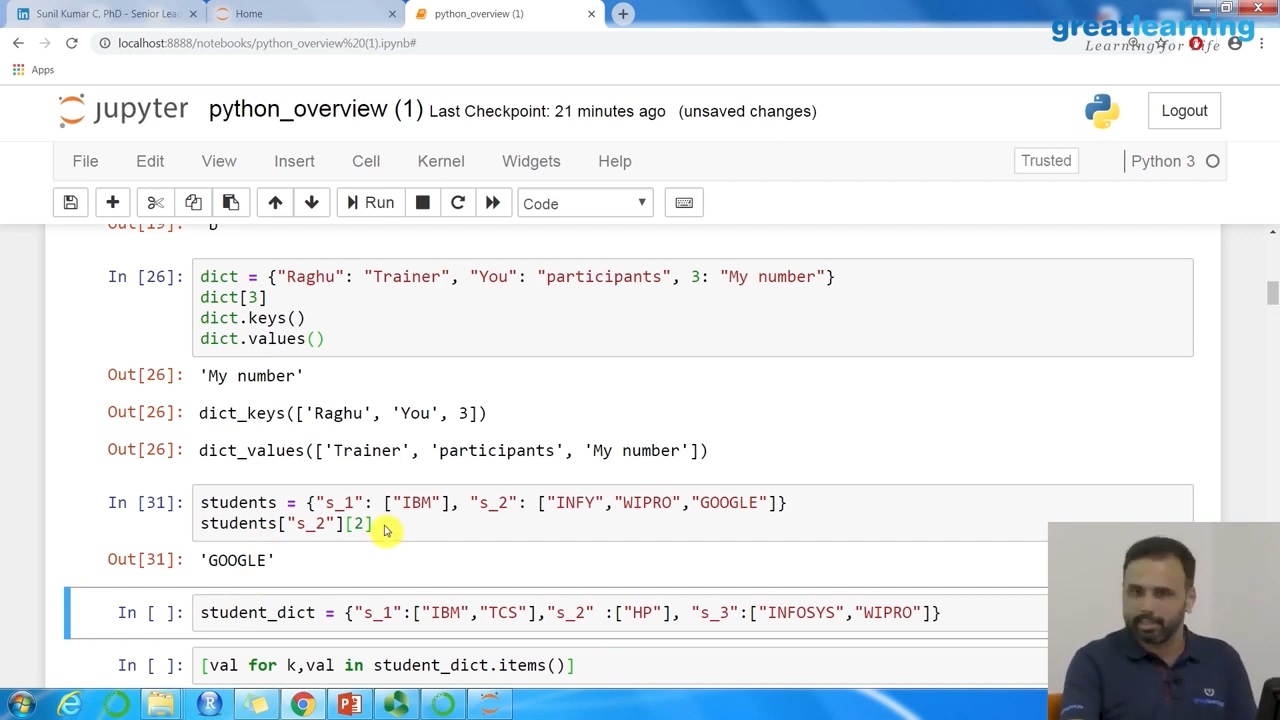 Sunil Kumar C, PhD - Senior Lead
Home
python_overview (1)
localhost:8888/notebooks/python_overview%20(1).ipynb#
greatlearning
Learning for Life
Apps
jupyter python_overview (1) Last Checkpoint: 21 minutes ago (unsaved changes)
Logout
File Edit View Insert Cell Kernel Widgets Help
Trusted
Python 3
Run
Code
Out[19]:
In [26]: dict = {"Raghu": "Trainer", "You": "participants", 3: "My number"}
dict[3]
dict.keys()
dict.values()
Out[26]: 'My number'
Out[26]: dict_keys(['Raghu', 'You', 3])
Out[26]: dict_values(['Trainer', 'participants', 'My number'])
In [31]: students = {"s_1": ["IBM"], "s_2": ["INFY","WIPRO","GOOGLE"]}
students["s_2"][2]
Out[31]: 'GOOGLE'
In [ ]: student_dict = {"s_1":["IBM","TCS"],"s_2" :["HP"], "s_3":["INFOSYS","WIPRO"]}
In [ ]: [val for k,val in student_dict.items()]